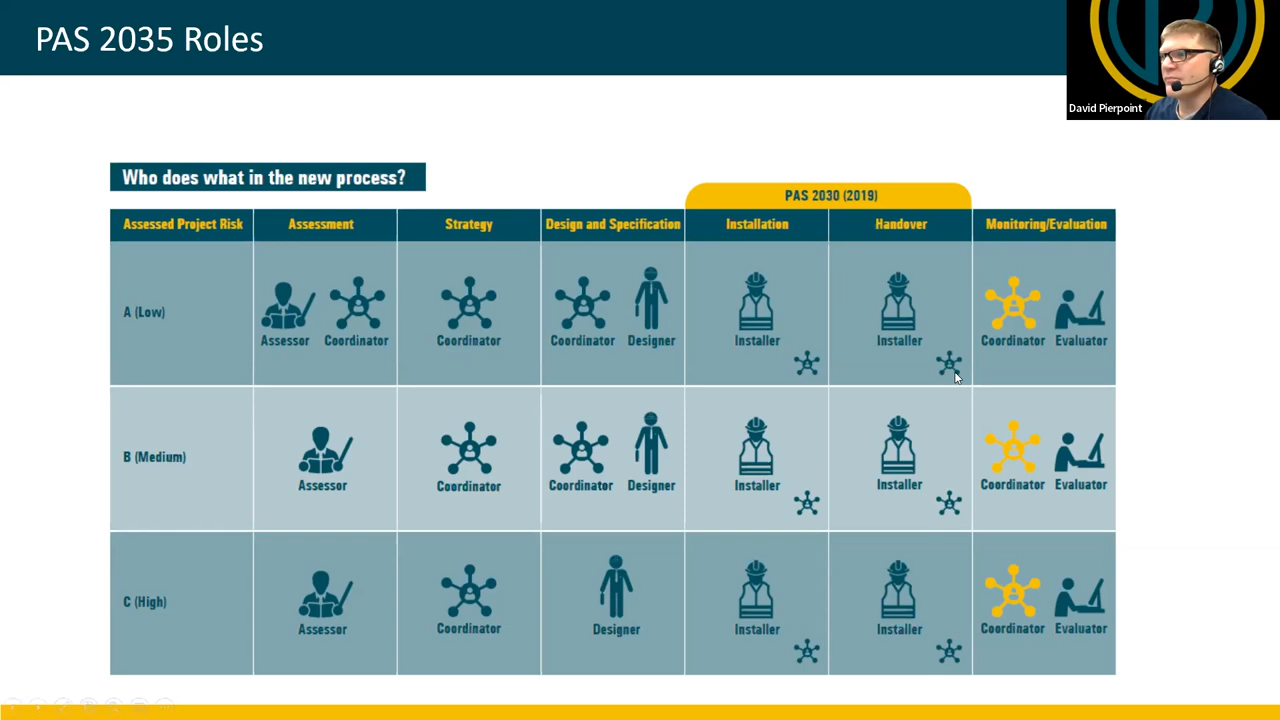 PAS 2035 Roles
David Pierpoint
Who does what in the new process?
PAS 2030 (2019)
Assessed Project Risk Assessment Strategy Design and Specification Installation Handover Monitoring/Evaluation
A (Low)
Assessor Coordinator Coordinator Coordinator Designer Installer Installer Coordinator Evaluator
B (Medium)
Assessor Coordinator Coordinator Designer Installer Installer Coordinator Evaluator
C (High)
Assessor Coordinator Designer Installer Installer Coordinator Evaluator